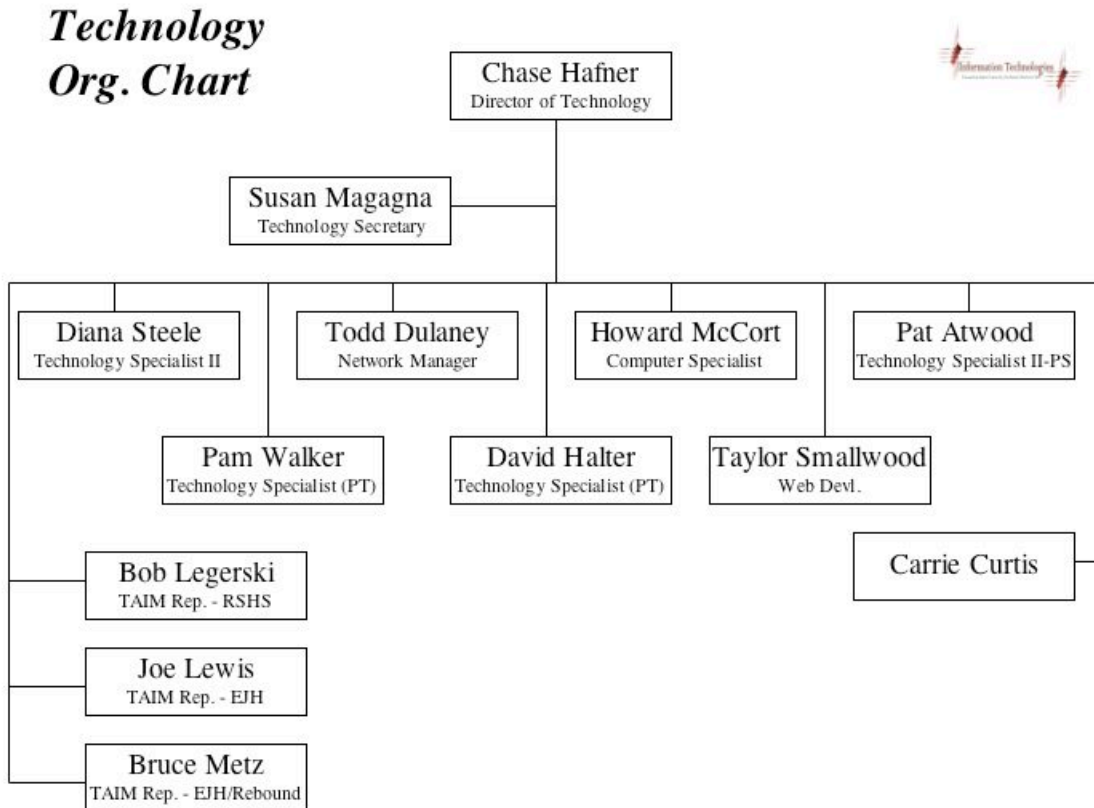 Technology
Org. Chart
Information Technologies
Chase Hafner
Director of Technology
Susan Magagna
Technology Secretary
Diana Steele
Technology Specialist II
Todd Dulaney
Network Manager
Howard McCort
Computer Specialist
Pat Atwood
Technology Specialist II-PS
Pam Walker
Technology Specialist (PT)
David Halter
Technology Specialist (PT)
Taylor Smallwood
Web Devl.
Bob Legerski
TAIM Rep. - RSHS
Carrie Curtis
Joe Lewis
TAIM Rep. - EJH
Bruce Metz
TAIM Rep. - EJH/Rebound